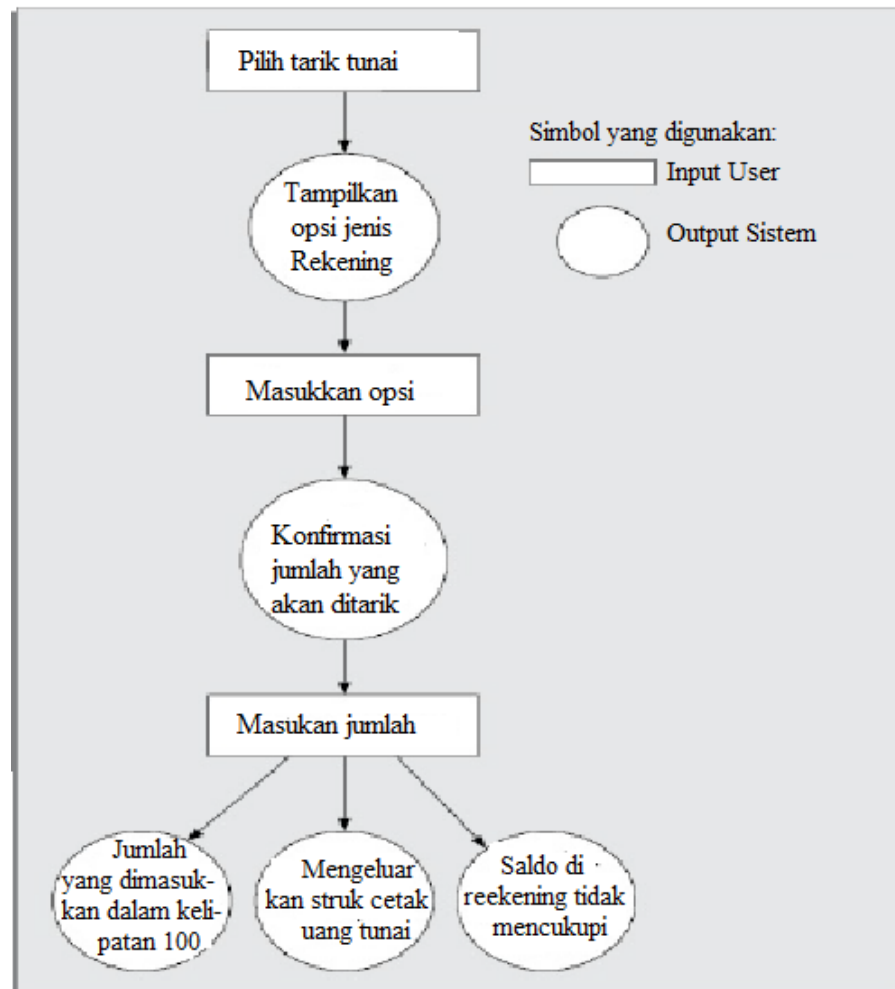 Pilih tarik tunai
Simbol yang digunakan:
Input User
Output Sistem
Tampilkan
opsi jenis
Rekening
Masukkan opsi
Konfirmasi
jumlah yang
akan ditarik
Masukan jumlah
Jumlah
yang dimasuk-
kan dalam keli-
patan 100
Mengeluar
kan struk cetak
uang tunai
Saldo di
reekening tidak
mencukupi